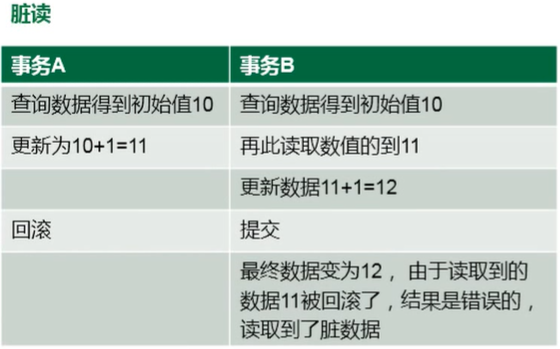 脏读
事务A 事务B
查询数据得到初始值10 查询数据得到初始值10
更新为10+1=11 再此读取数值的到11
更新数据11+1=12
回滚 提交
最终数据变为12，由于读取到的
数据11被回滚了，结果是错误的，
读取到了脏数据